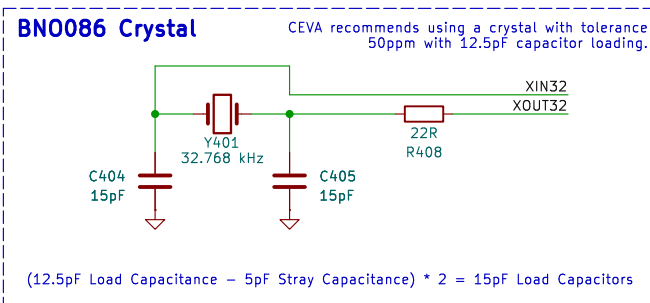 BNO086 Crystal
CEVA recommends using a crystal with tolerance
50ppm with 12.5pF capacitor loading.
XIN32
XOUT32
Y401
32.768 kHz
22R
R408
C404
15pF
C405
15pF
(12.5pF Load Capacitance - 5pF Stray Capacitance) * 2 = 15pF Load Capacitors